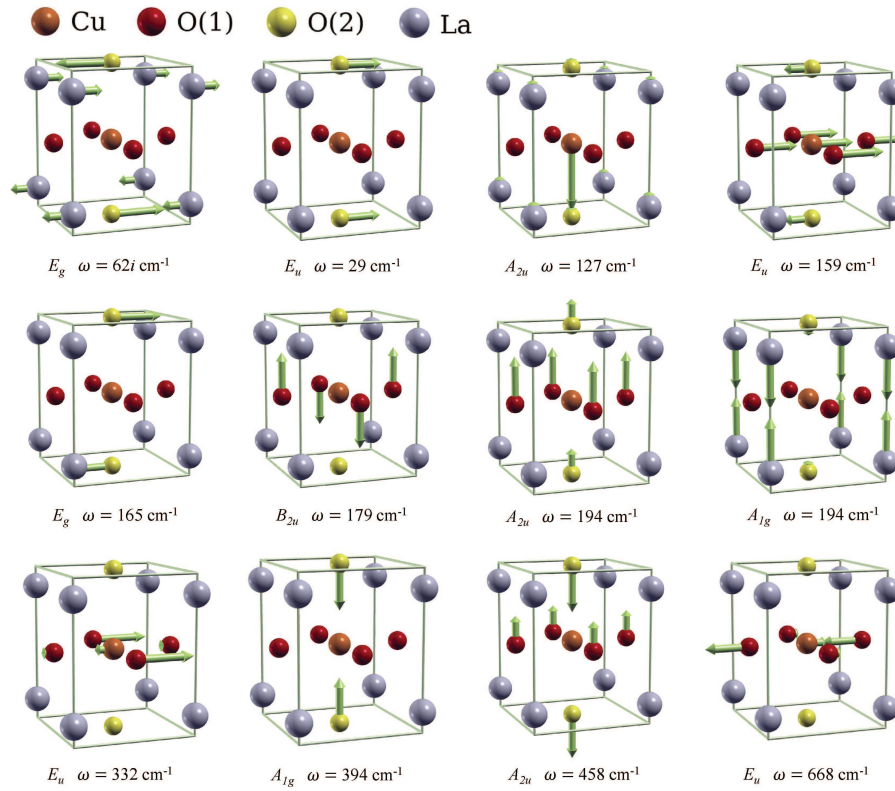 Cu O(1) O(2) La
E_g ω = 62i cm⁻¹ E_u ω = 29 cm⁻¹ A_2u ω = 127 cm⁻¹ E_u ω = 159 cm⁻¹
E_g ω = 165 cm⁻¹ B_2u ω = 179 cm⁻¹ A_2u ω = 194 cm⁻¹ A_1g ω = 194 cm⁻¹
E_u ω = 332 cm⁻¹ A_1g ω = 394 cm⁻¹ A_2u ω = 458 cm⁻¹ E_u ω = 668 cm⁻¹